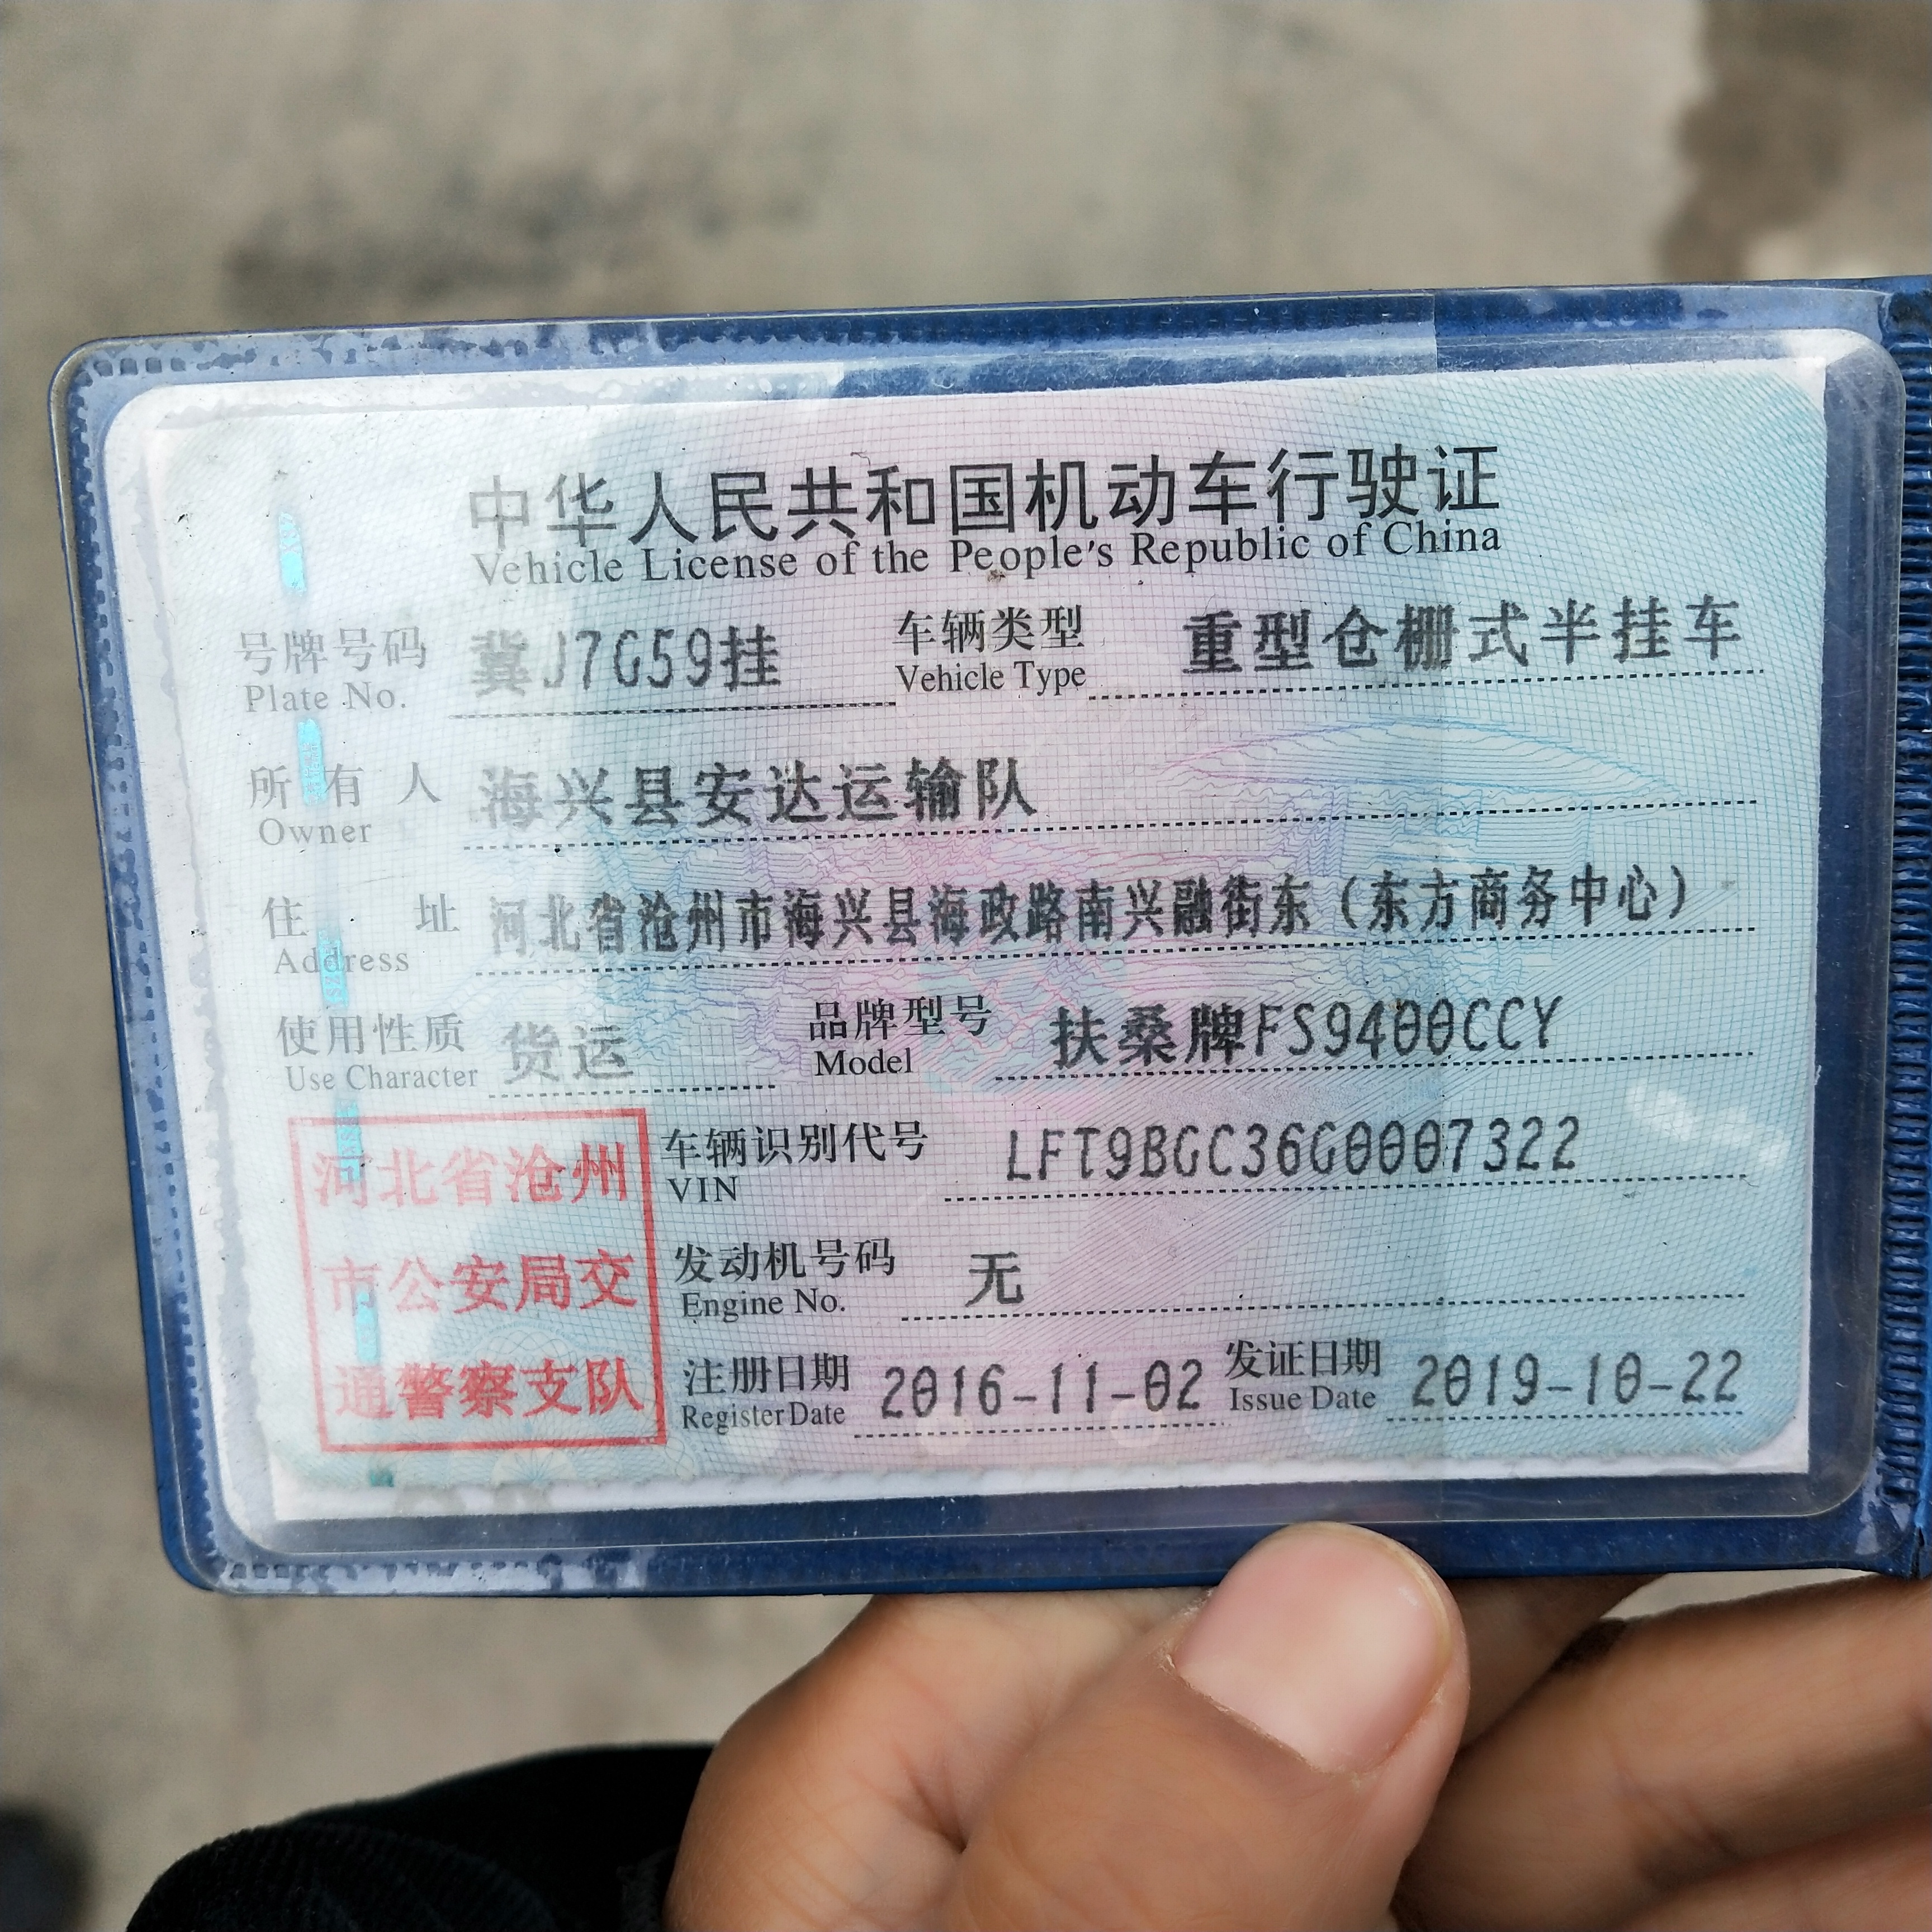 中华人民共和国机动车行驶证
Vehicle License of the People's Republic of China
号牌号码 冀J7G59挂 车辆类型 重型仓栅式半挂车
Plate No. Vehicle Type
所有人 海兴县安达运输队
Owner
住址 河北省沧州市海兴县海政路南兴融街东（东方商务中心）
Address
使用性质 货运 品牌型号 扶桑牌FS9400CCY
Use Character Model
河北省沧州
市公安局交
通警察支队
车辆识别代号 LFT9BGC36G0007322
VIN
发动机号码 无
Engine No.
注册日期 2016-11-02 发证日期 2019-10-22
Register Date Issue Date